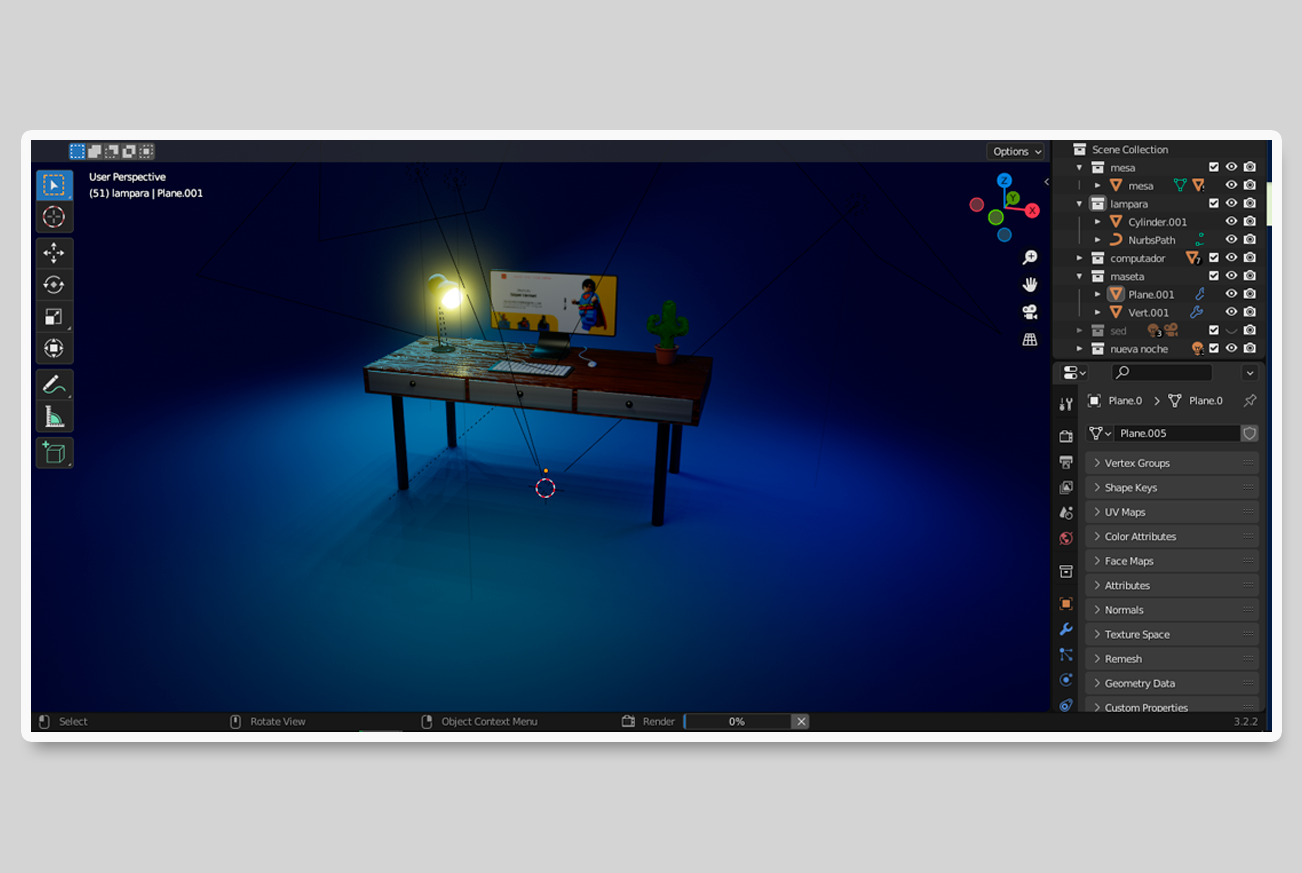 Options
User Perspective
(51) lampara | Plane.001
Z
Y
X
Scene Collection
mesa
mesa
lampara
Cylinder.001
NurbsPath
computador
7
maseta
Plane.001
Vert.001
sed
3
nueva noche
Plane.0
Plane.0
Plane.005
Vertex Groups
Shape Keys
UV Maps
Color Attributes
Face Maps
Attributes
Normals
Texture Space
Remesh
Geometry Data
Custom Properties
Select
Rotate View
Object Context Menu
Render
0%
3.2.2